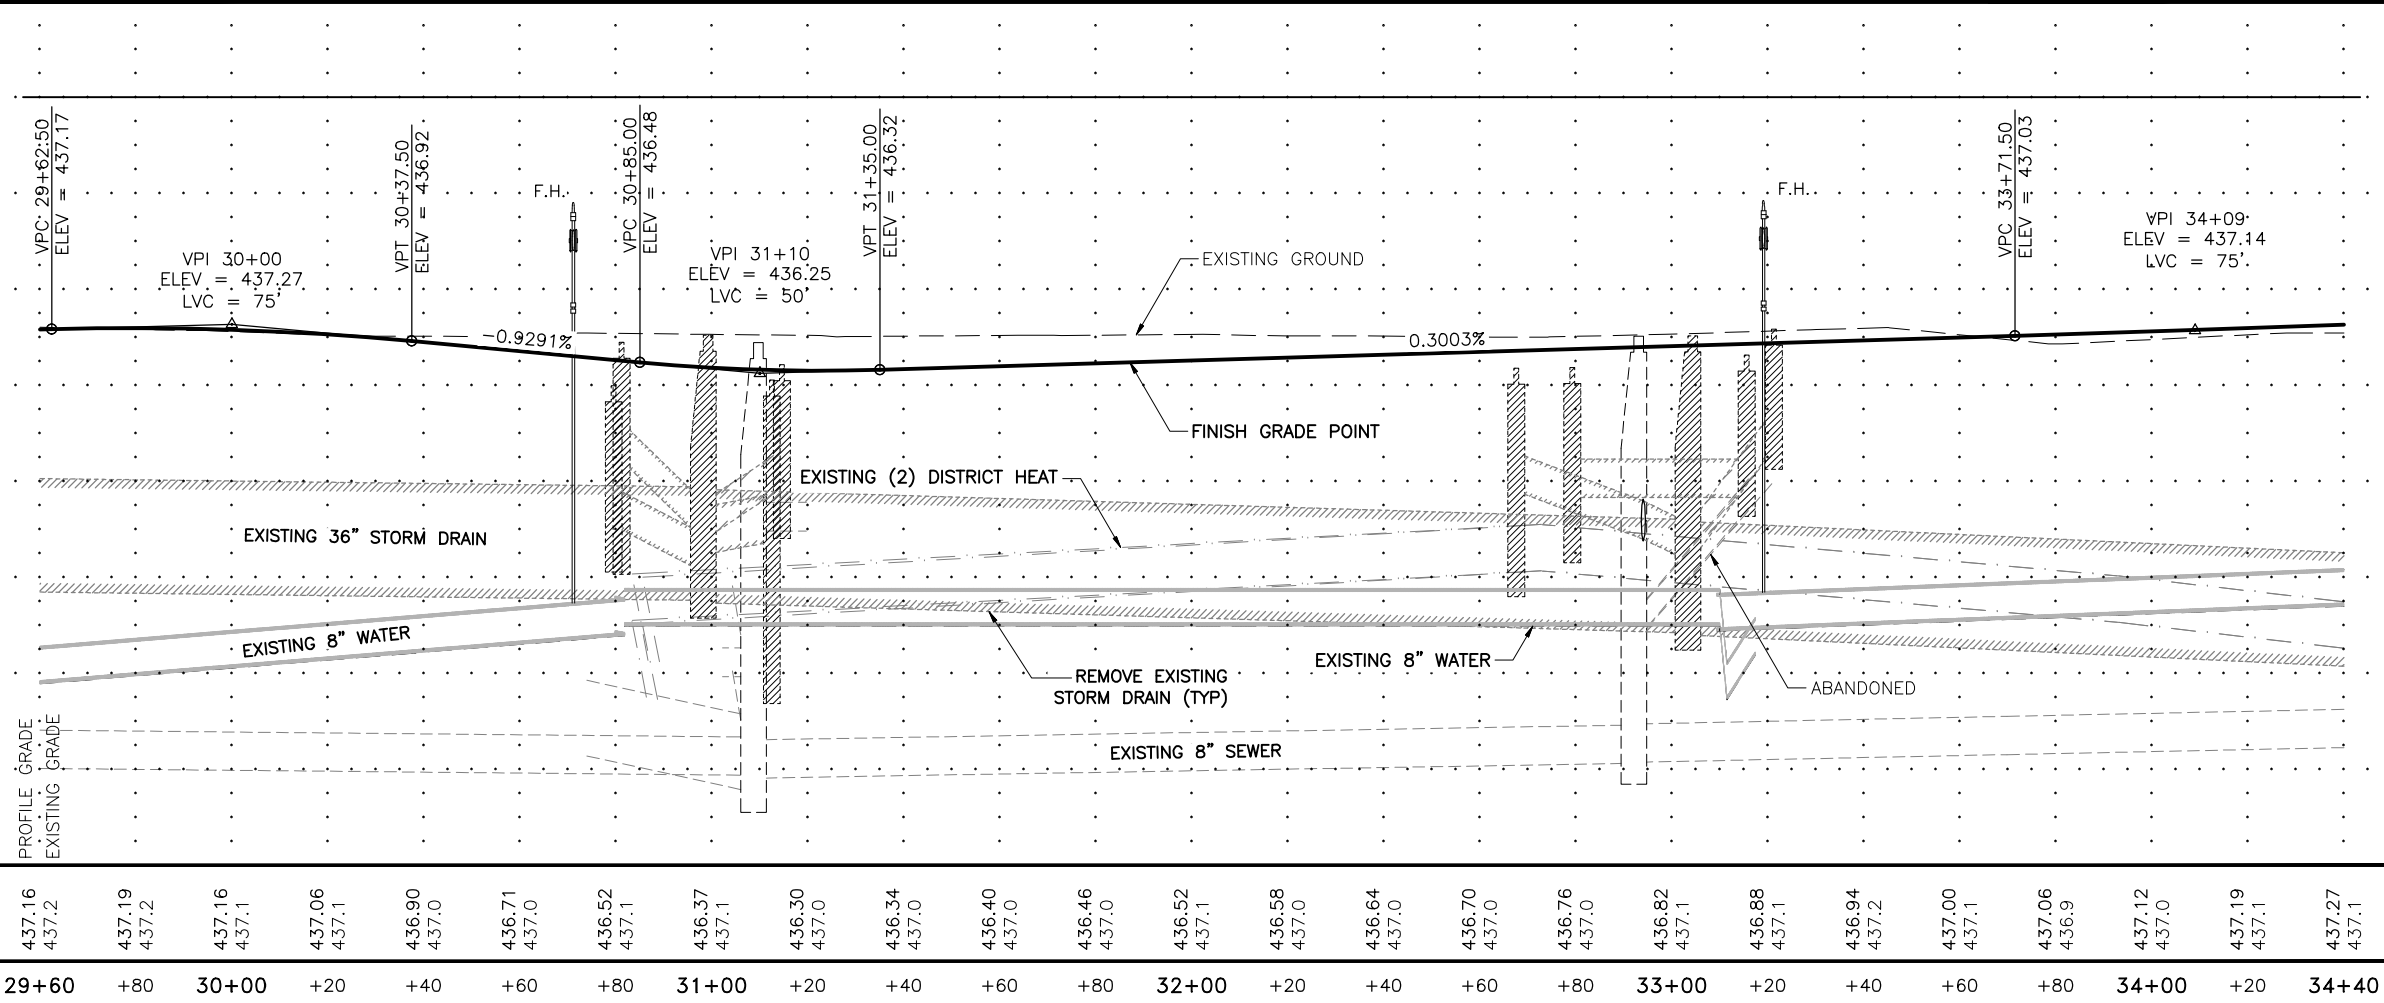 VPC 29+62.50
ELEV = 437.17
VPI 30+00
ELEV = 437.27
LVC = 75'
VPT 30+37.50
ELEV = 436.92
F.H.
VPC 30+85.00
ELEV = 436.48
VPI 31+10
ELEV = 436.25
LVC = 50'
VPT 31+35.00
ELEV = 436.32
EXISTING GROUND
F.H.
VPC 33+71.50
ELEV = 437.03
VPI 34+09
ELEV = 437.14
LVC = 75'
-0.9291%
0.3003%
FINISH GRADE POINT
EXISTING (2) DISTRICT HEAT
EXISTING 36" STORM DRAIN
EXISTING 8" WATER
REMOVE EXISTING
STORM DRAIN (TYP)
EXISTING 8" WATER
ABANDONED
EXISTING 8" SEWER
PROFILE GRADE
EXISTING GRADE
437.16
437.2
437.19
437.2
437.16
437.1
437.06
437.1
436.90
437.0
436.71
437.0
436.52
437.1
436.37
437.1
436.30
437.0
436.34
437.0
436.40
437.0
436.46
437.0
436.52
437.1
436.58
437.0
436.64
437.0
436.70
437.0
436.76
437.0
436.82
437.1
436.88
437.1
436.94
437.2
437.00
437.1
437.06
436.9
437.12
437.0
437.19
437.1
437.27
437.1
29+60 +80 30+00 +20 +40 +60 +80 31+00 +20 +40 +60 +80 32+00 +20 +40 +60 +80 33+00 +20 +40 +60 +80 34+00 +20 34+40